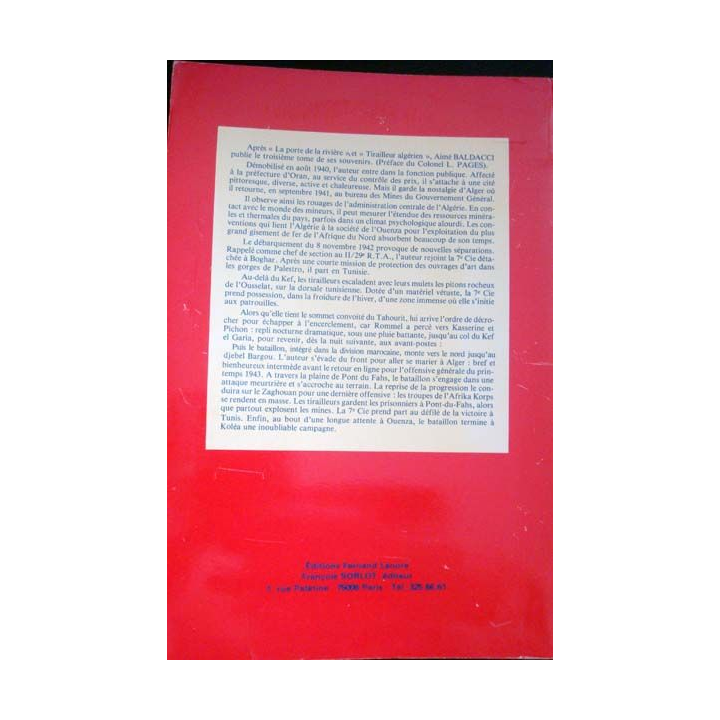 Après « La porte de la rivière », et « Tirailleur algérien », Aimé BALDACCI
publie le troisième tome de ses souvenirs. (Préface du Colonel L. PAGES).
Démobilisé en août 1940, l'auteur entre dans la fonction publique. Affecté
à la préfecture d'Oran, au service du contrôle des prix, il s'attache à une cité
pittoresque, diverse, active et chaleureuse. Mais il garde la nostalgie d'Alger où
il retourne, en septembre 1941, au bureau des Mines du Gouvernement Général.
Il observe ainsi les rouages de l'administration centrale de l'Algérie. En con-
tact avec le monde des mineurs, il peut mesurer l'étendue des ressources minéra-
les et thermales du pays, parfois dans un climat psychologique alourdi. Les con-
ventions qui lient l'Algérie à la société de l'Ouenza pour l'exploitation du plus
grand gisement de fer de l'Afrique du Nord absorbent beaucoup de son temps.
Le débarquement du 8 novembre 1942 provoque de nouvelles séparations.
Rappelé comme chef de section au II/29e R.T.A., l'auteur rejoint la 7e Cie déta-
chée à Boghar. Après une courte mission de protection des ouvrages d'art dans
les gorges de Palestro, il part en Tunisie.
Au-delà du Kef, les tirailleurs escaladent avec leurs mulets les pitons rocheux
de l'Ousselat, sur la dorsale tunisienne. Dotée d'un matériel vétuste, la 7e Cie
prend possession, dans la froidure de l'hiver, d'une zone immense où elle s'initie
aux patrouilles.
Alors qu'elle tient le sommet convoité du Tahourit, lui arrive l'ordre de décro-
cher pour échapper à l'encerclement, car Rommel a percé vers Kasserine et
Pichon : repli nocturne dramatique, sous une pluie battante, jusqu'au col du Kef
el Garia, pour revenir, dès la nuit suivante, aux avant-postes :
Puis le bataillon, intégré dans la division marocaine, monte vers le nord jusqu'au
djebel Bargou. L'auteur s'évade du front pour aller se marier à Alger : bref et
bienheureux intermède avant le retour en ligne pour l'offensive générale du prin-
temps 1943. A travers la plaine de Pont du Fahs, le bataillon s'engage dans une
attaque meurtrière et s'accroche au terrain. La reprise de la progression le con-
duira sur le Zaghouan pour une dernière offensive : les troupes de l'Afrika Korps
se rendent en masse. Les tirailleurs gardent les prisonniers à Pont-du-Fahs, alors
que partout explosent les mines. La 7e Cie prend part au défilé de la victoire à
Tunis. Enfin, au bout d'une longue attente à Ouenza, le bataillon termine à
Koléa une inoubliable campagne.
Éditions Fernand Lanore
François SORLOT, éditeur
1, rue Palatine 75006 Paris Tél.